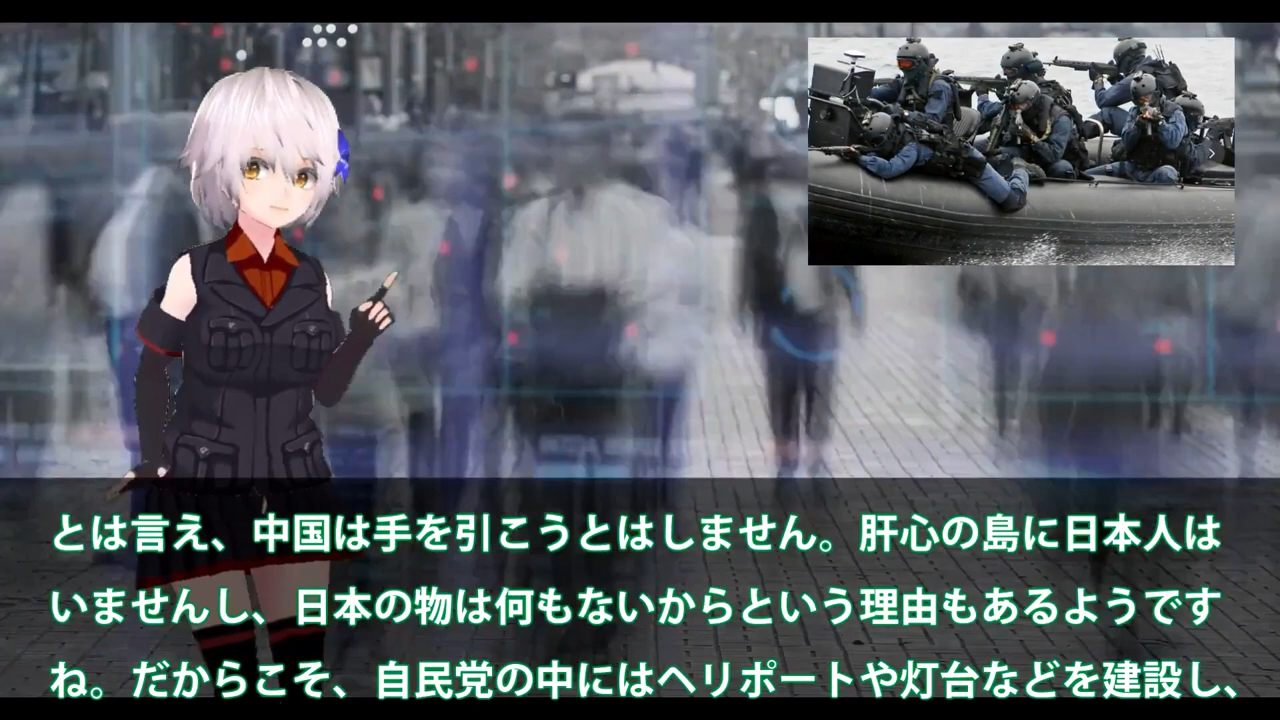 とは言え、中国は手を引こうとはしません。肝心の島に日本人は
いませんし、日本の物は何もないからという理由もあるようです
ね。だからこそ、自民党の中にはヘリポートや灯台などを建設し、